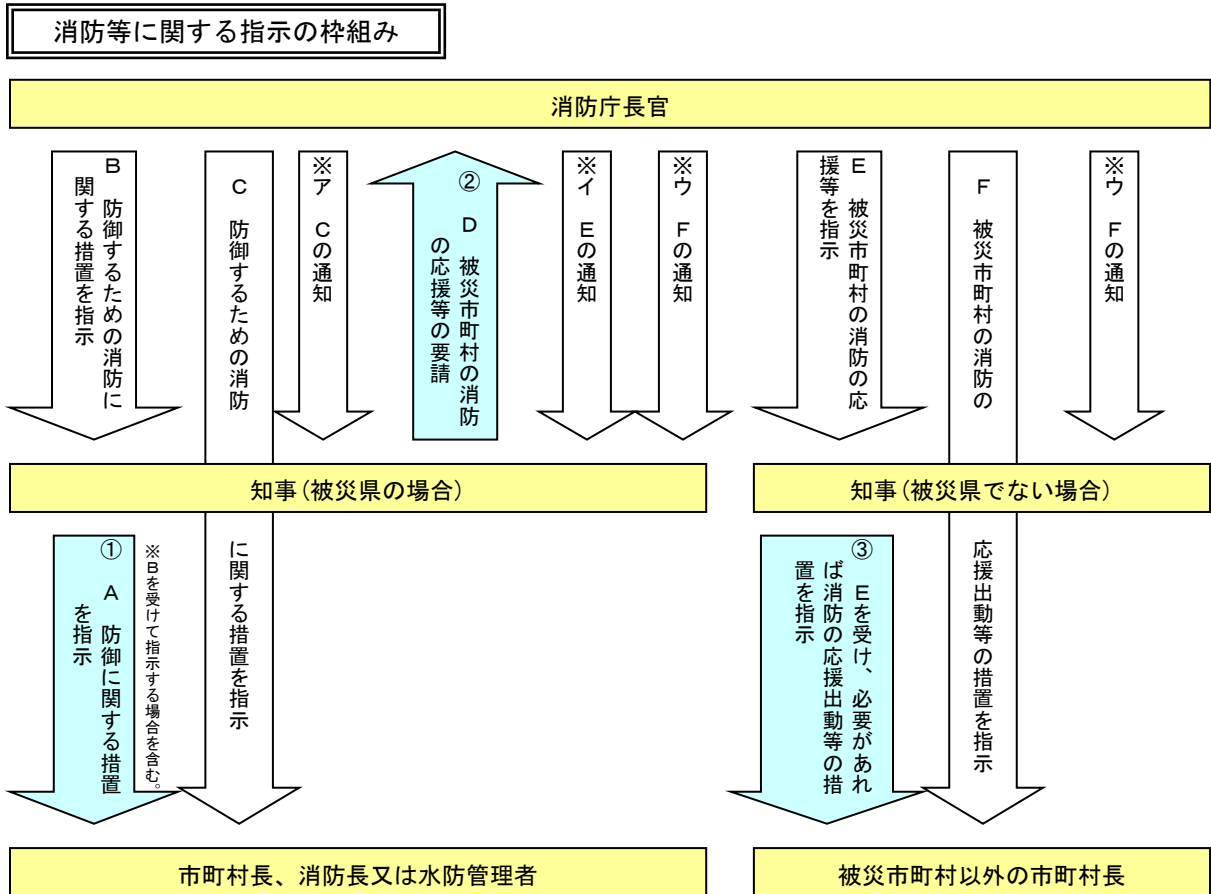 消防等に関する指示の枠組み
消防庁長官
B 防御するための消防に
関する措置を指示
C 防御するための消防
※ア Cの通知
② D 被災市町村の消防
の応援等の要請
※イ Eの通知
※ウ Fの通知
E 被災市町村の消防の応
援等を指示
F 被災市町村の消防の
※ウ Fの通知
知事(被災県の場合)
知事(被災県でない場合)
① A 防御に関する措置
を指示
※Bを受けて指示する場合を含む。
に関する措置を指示
③ Eを受け、必要があれ
ば消防の応援出動等の措
置を指示
応援出動等の措置を指示
市町村長、消防長又は水防管理者
被災市町村以外の市町村長